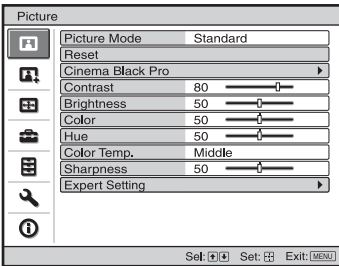 Picture
Picture Mode Standard
Reset
Cinema Black Pro
Contrast 80
Brightness 50
Color 50
Hue 50
Color Temp. Middle
Sharpness 50
Expert Setting
Sel: Set: Exit: MENU